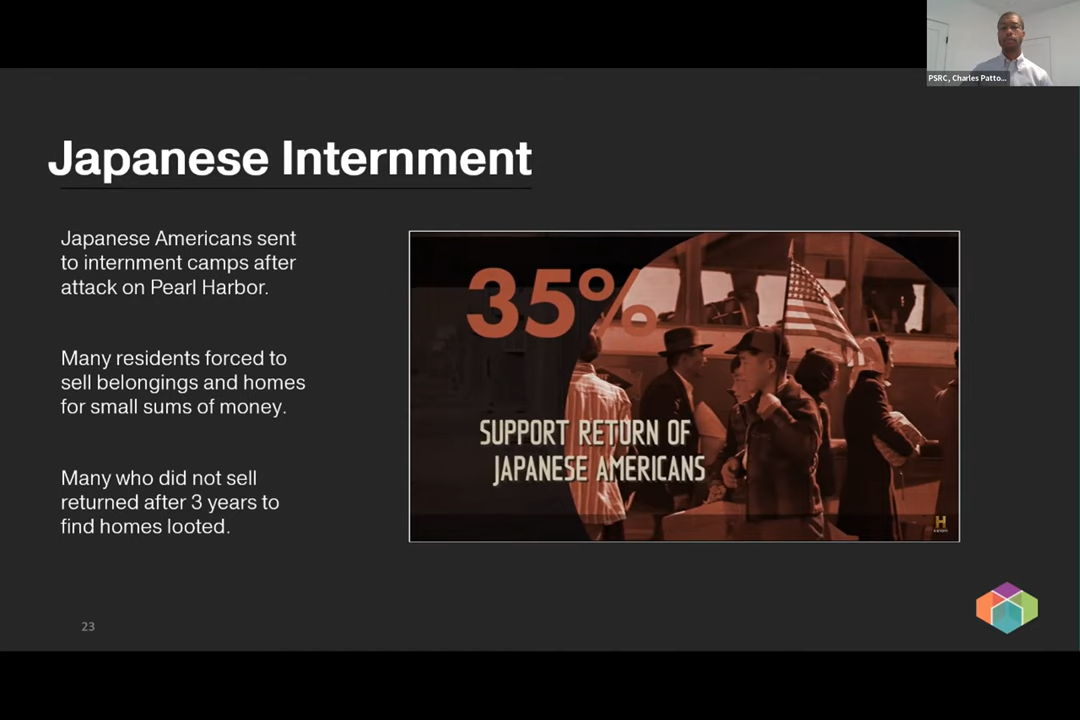 PSRC, Charles Patto...
Japanese Internment
Japanese Americans sent
to internment camps after
attack on Pearl Harbor.
Many residents forced to
sell belongings and homes
for small sums of money.
Many who did not sell
returned after 3 years to
find homes looted.
35%
SUPPORT RETURN OF
JAPANESE AMERICANS
H
23